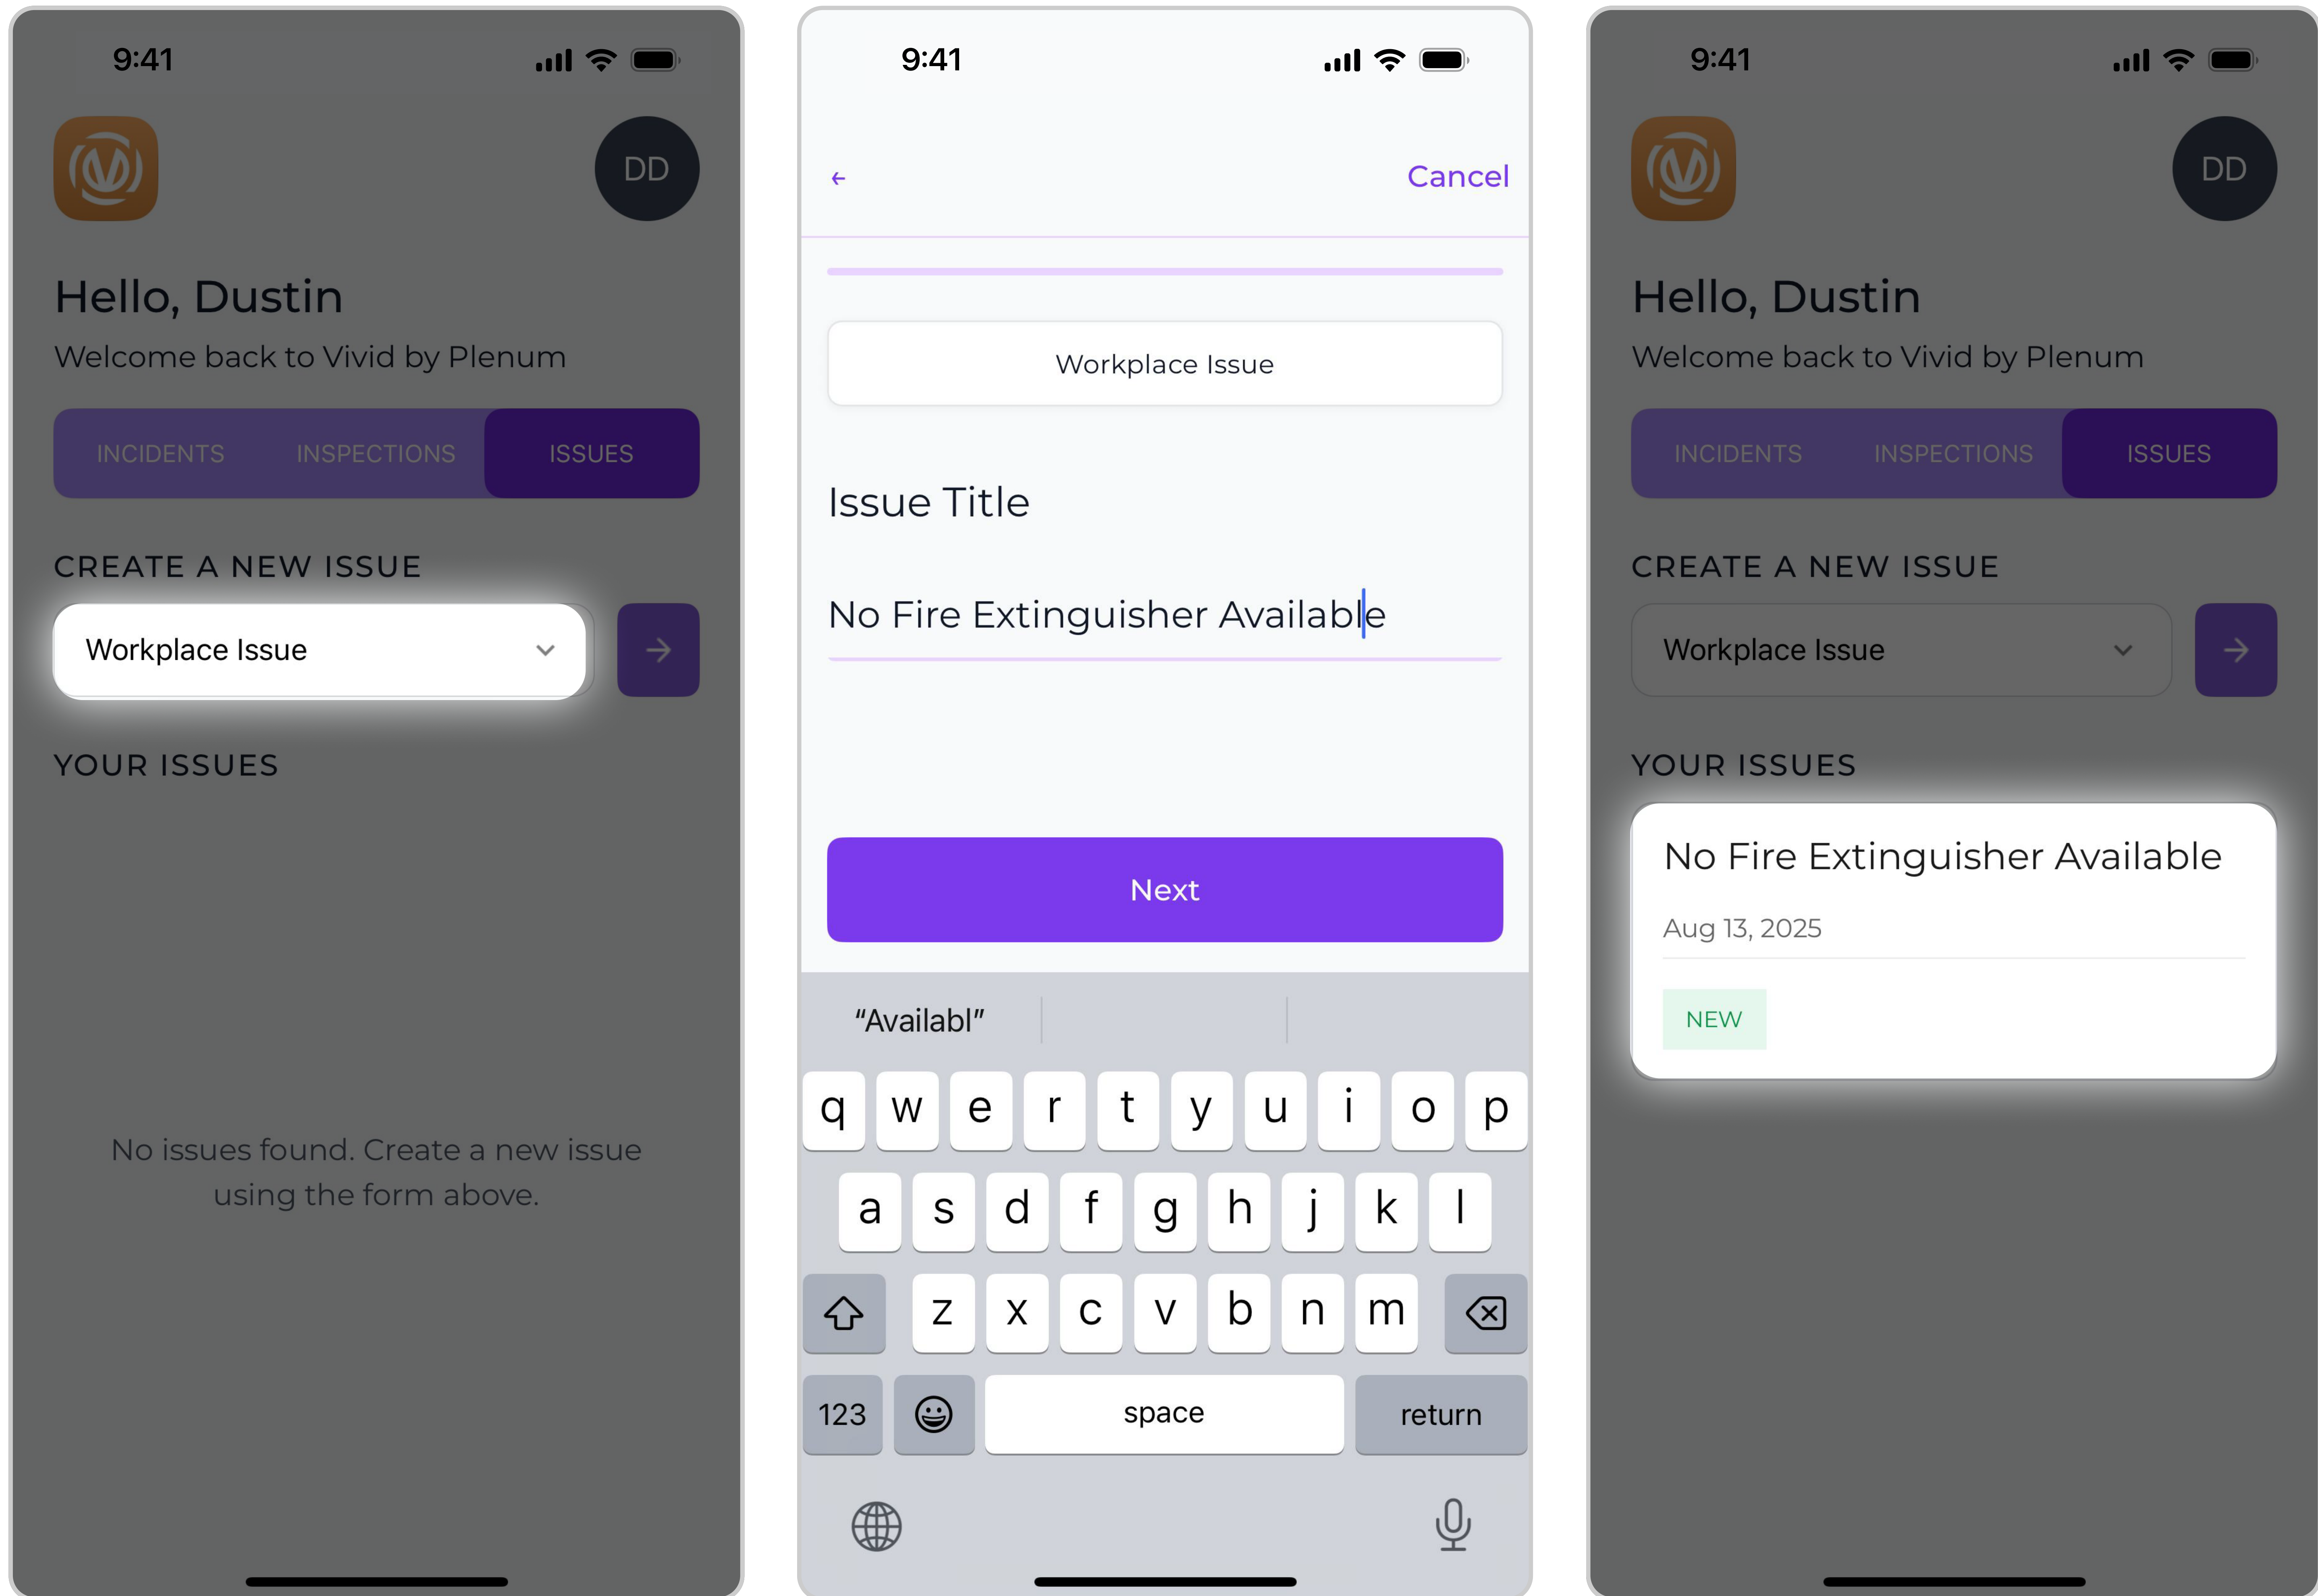 9:41
DD
Hello, Dustin
Welcome back to Vivid by Plenum
INCIDENTS INSPECTIONS ISSUES
CREATE A NEW ISSUE
Workplace Issue
YOUR ISSUES
No issues found. Create a new issue
using the form above.
9:41
← Cancel
Workplace Issue
Issue Title
No Fire Extinguisher Available
Next
“Availabl”
q w e r t y u i o p
a s d f g h j k l
z x c v b n m
123 space return
9:41
DD
Hello, Dustin
Welcome back to Vivid by Plenum
INCIDENTS INSPECTIONS ISSUES
CREATE A NEW ISSUE
Workplace Issue
YOUR ISSUES
No Fire Extinguisher Available
Aug 13, 2025
NEW